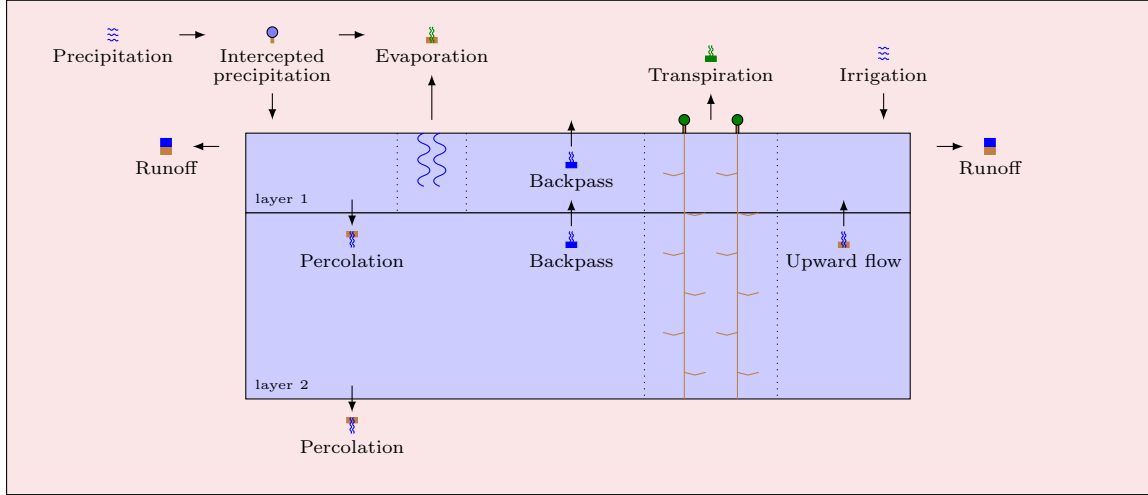 Precipitation
Intercepted
precipitation
Evaporation
Transpiration
Irrigation
Runoff
Backpass
Runoff
layer 1
Percolation
Backpass
Upward flow
layer 2
Percolation